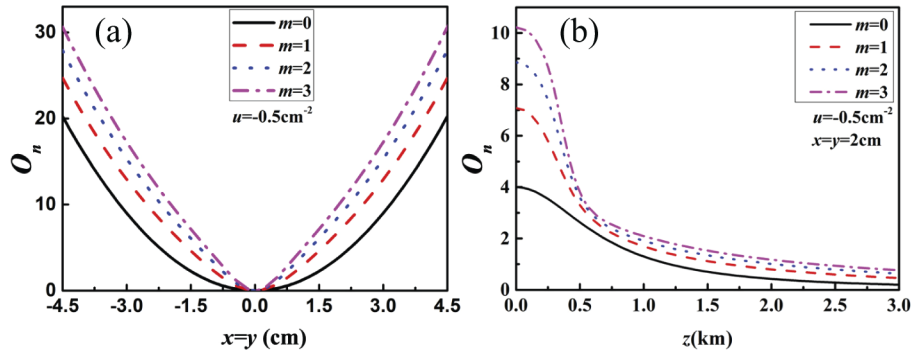 (a)
m=0
m=1
m=2
m=3
u=-0.5cm-2
30
20
10
0
On
-4.5 -3.0 -1.5 0.0 1.5 3.0 4.5
x=y (cm)
(b)
m=0
m=1
m=2
m=3
u=-0.5cm-2
x=y=2cm
10
8
6
4
2
0
On
0.0 0.5 1.0 1.5 2.0 2.5 3.0
z(km)